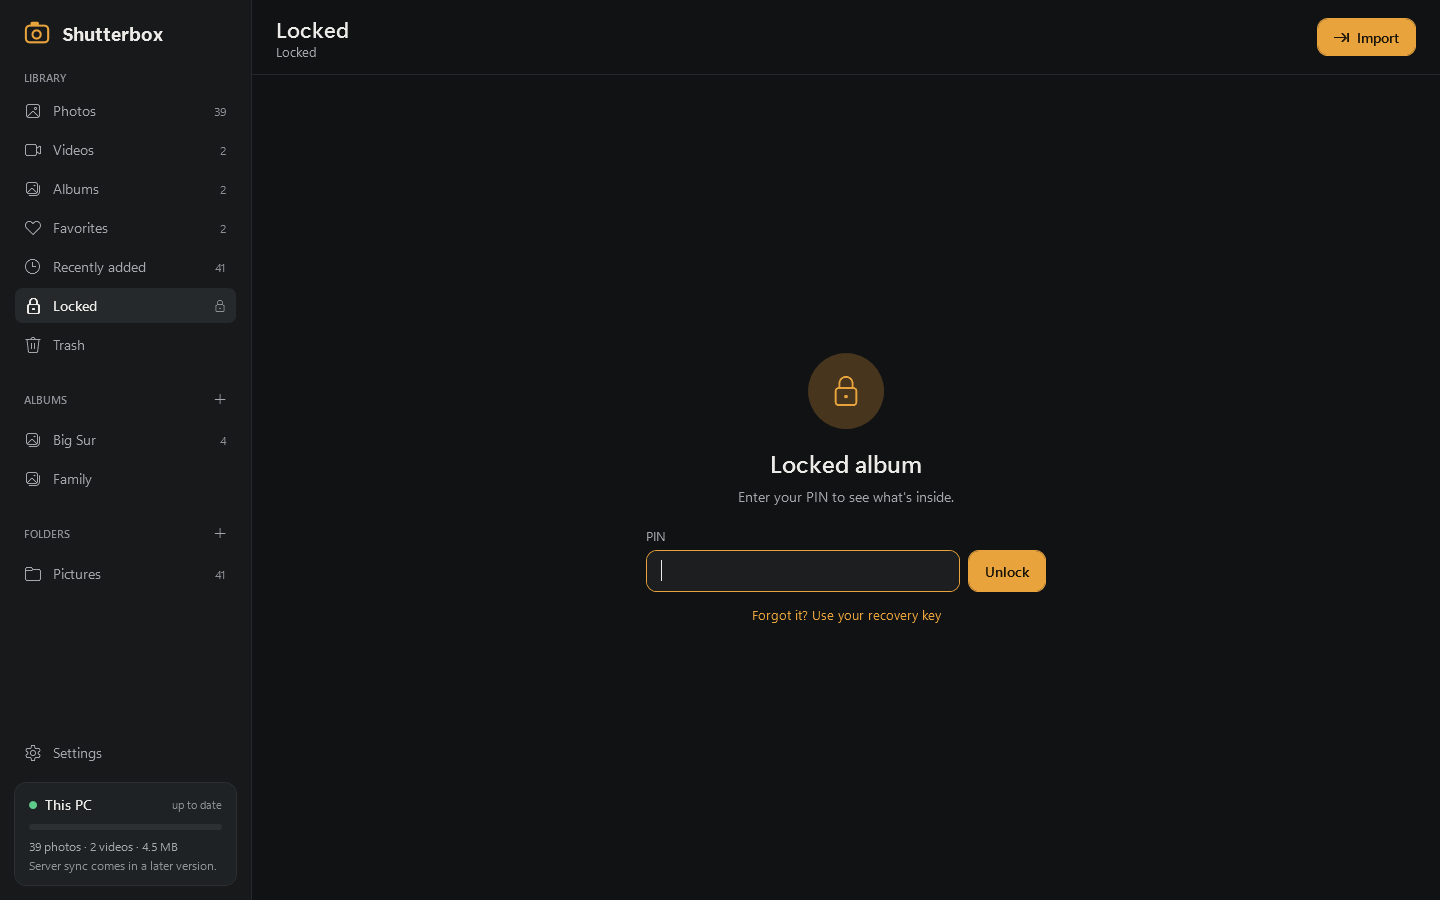 Shutterbox
LIBRARY
Photos 39
Videos 2
Albums 2
Favorites 2
Recently added 41
Locked
Trash
ALBUMS
Big Sur 4
Family
FOLDERS
Pictures 41
Settings
This PC up to date
39 photos · 2 videos · 4.5 MB
Server sync comes in a later version.
Locked
Locked
Import
Locked album
Enter your PIN to see what's inside.
PIN
Unlock
Forgot it? Use your recovery key